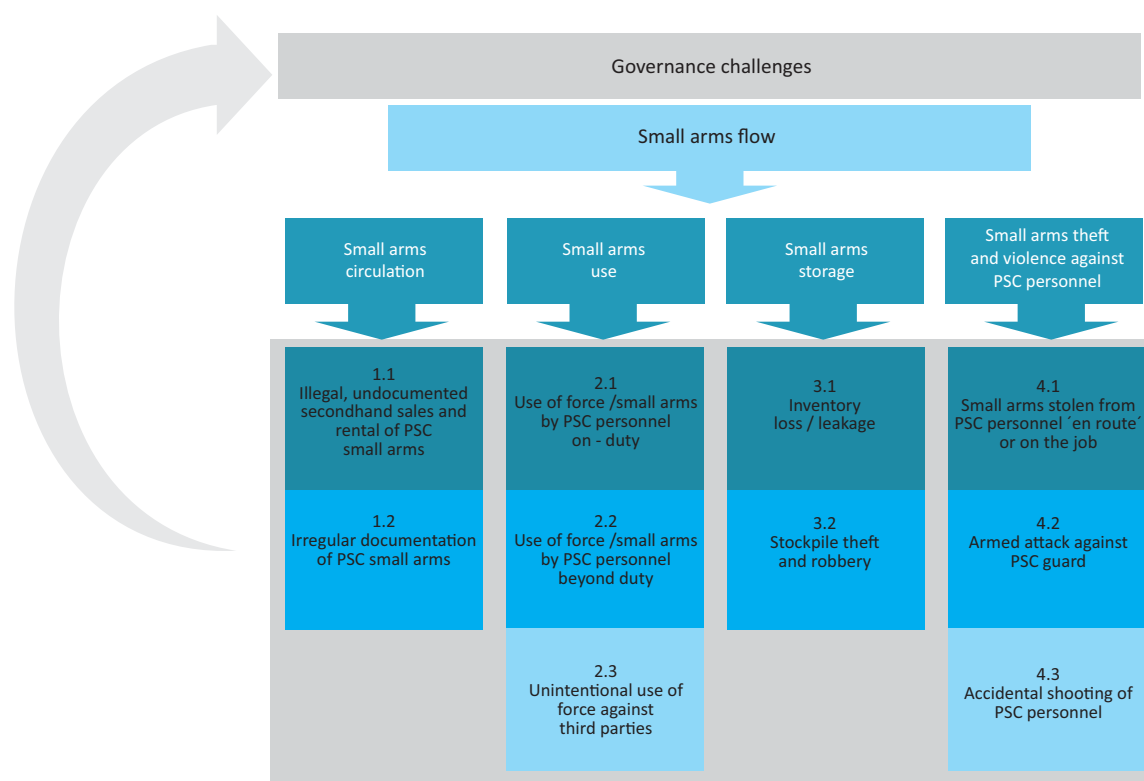 Governance challenges
Small arms flow
Small arms
circulation
Small arms
use
Small arms
storage
Small arms theft
and violence against
PSC personnel
1.1
Illegal, undocumented
secondhand sales and
rental of PSC
small arms
2.1
Use of force /small arms
by PSC personnel
on - duty
3.1
Inventory
loss / leakage
4.1
Small arms stolen from
PSC personnel ´en route´
or on the job
1.2
Irregular documentation
of PSC small arms
2.2
Use of force /small arms
by PSC personnel
beyond duty
3.2
Stockpile theft
and robbery
4.2
Armed attack against
PSC guard
2.3
Unintentional use of
force against
third parties
4.3
Accidental shooting of
PSC personnel